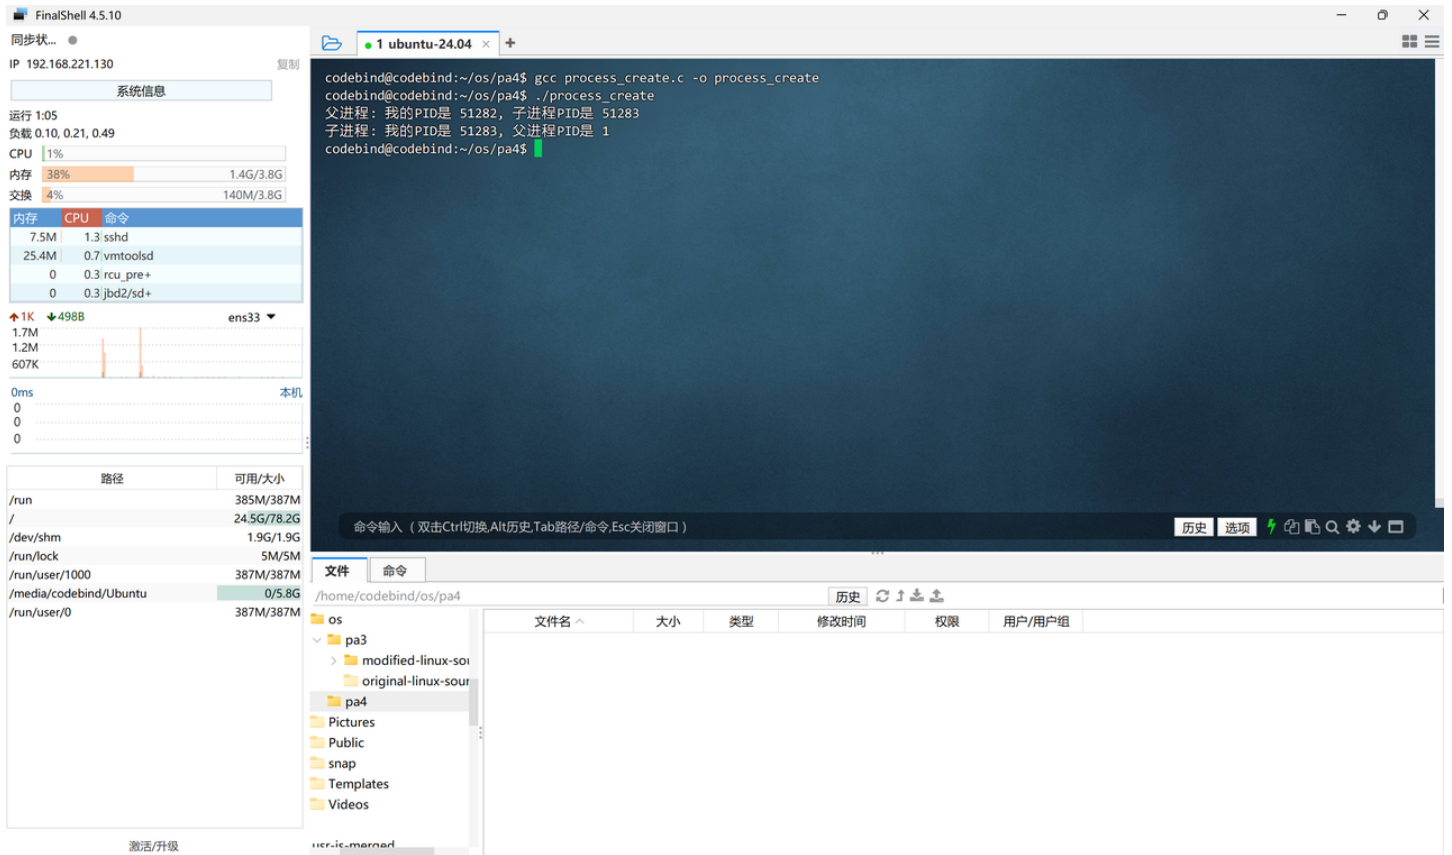 FinalShell 4.5.10
同步状...
IP 192.168.221.130
复制
系统信息
运行 1:05
负载 0.10, 0.21, 0.49
CPU 1%
内存 38% 1.4G/3.8G
交换 4% 140M/3.8G
内存 CPU 命令
7.5M 1.3 sshd
25.4M 0.7 vmtoolsd
0 0.3 rcu_pre+
0 0.3 jbd2/sd+
1K 498B ens33
1.7M
1.2M
607K
0ms 本机
0
0
0
路径 可用/大小
/run 385M/387M
/ 24.5G/78.2G
/dev/shm 1.9G/1.9G
/run/lock 5M/5M
/run/user/1000 387M/387M
/media/codebind/Ubuntu 0/5.8G
/run/user/0 387M/387M
激活/升级
1 ubuntu-24.04 × +
codebind@codebind:~/os/pa4$ gcc process_create.c -o process_create
codebind@codebind:~/os/pa4$ ./process_create
父进程: 我的PID是 51282, 子进程PID是 51283
子进程: 我的PID是 51283, 父进程PID是 1
codebind@codebind:~/os/pa4$
命令输入 (双击Ctrl切换,Alt历史,Tab路径/命令,Esc关闭窗口)
历史 选项
文件 命令
/home/codebind/os/pa4 历史
os
pa3
modified-linux-sou
original-linux-sour
pa4
Pictures
Public
snap
Templates
Videos
usr-is-merged
文件名 大小 类型 修改时间 权限 用户/用户组